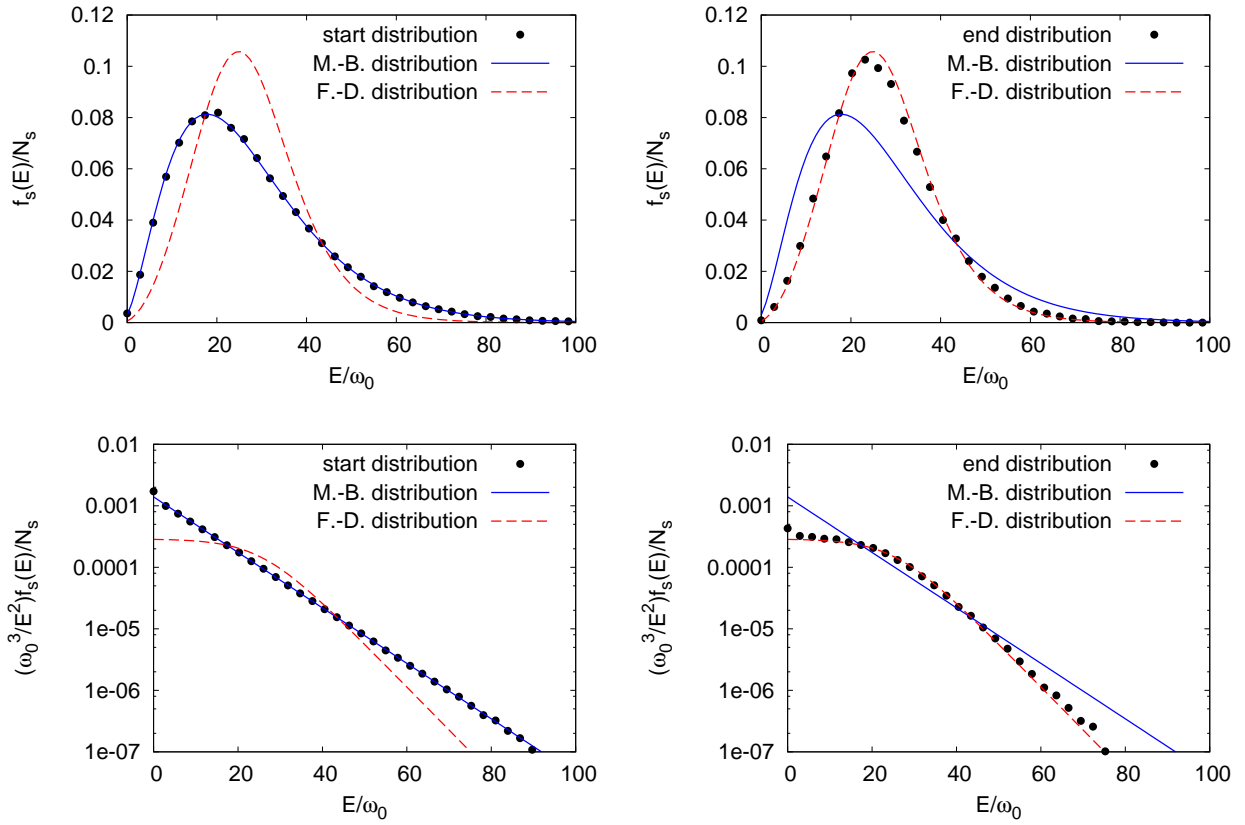 0.12
0.1
0.08
0.06
0.04
0.02
0
f_s(E)/N_s
start distribution
M.-B. distribution
F.-D. distribution
0 20 40 60 80 100
E/ω_0
0.12
0.1
0.08
0.06
0.04
0.02
0
f_s(E)/N_s
end distribution
M.-B. distribution
F.-D. distribution
0 20 40 60 80 100
E/ω_0
0.01
0.001
0.0001
1e-05
1e-06
1e-07
(ω_0^3/E^2)f_s(E)/N_s
start distribution
M.-B. distribution
F.-D. distribution
0 20 40 60 80 100
E/ω_0
0.01
0.001
0.0001
1e-05
1e-06
1e-07
(ω_0^3/E^2)f_s(E)/N_s
end distribution
M.-B. distribution
F.-D. distribution
0 20 40 60 80 100
E/ω_0